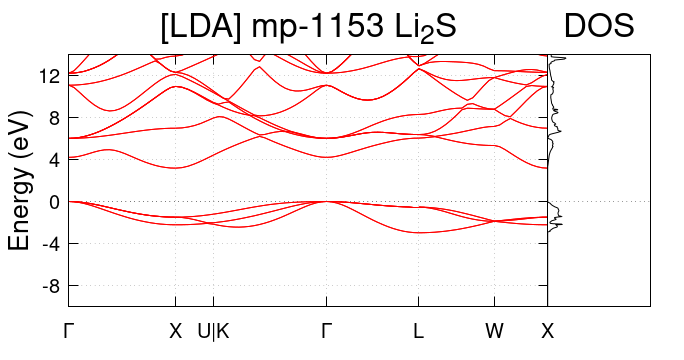 [LDA] mp-1153 Li₂S DOS
Energy (eV)
12
8
4
0
-4
-8
Γ X U|K Γ L W X